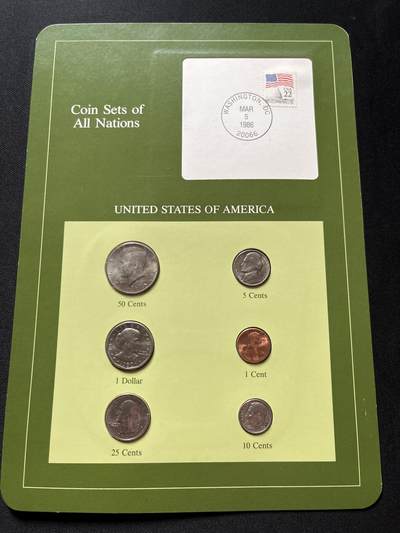 Coin Sets of
All Nations
WASHINGTON, DC
MAR
5
1986
20066
USA
22
UNITED STATES OF AMERICA
50 Cents
5 Cents
1 Dollar
1 Cent
25 Cents
10 Cents